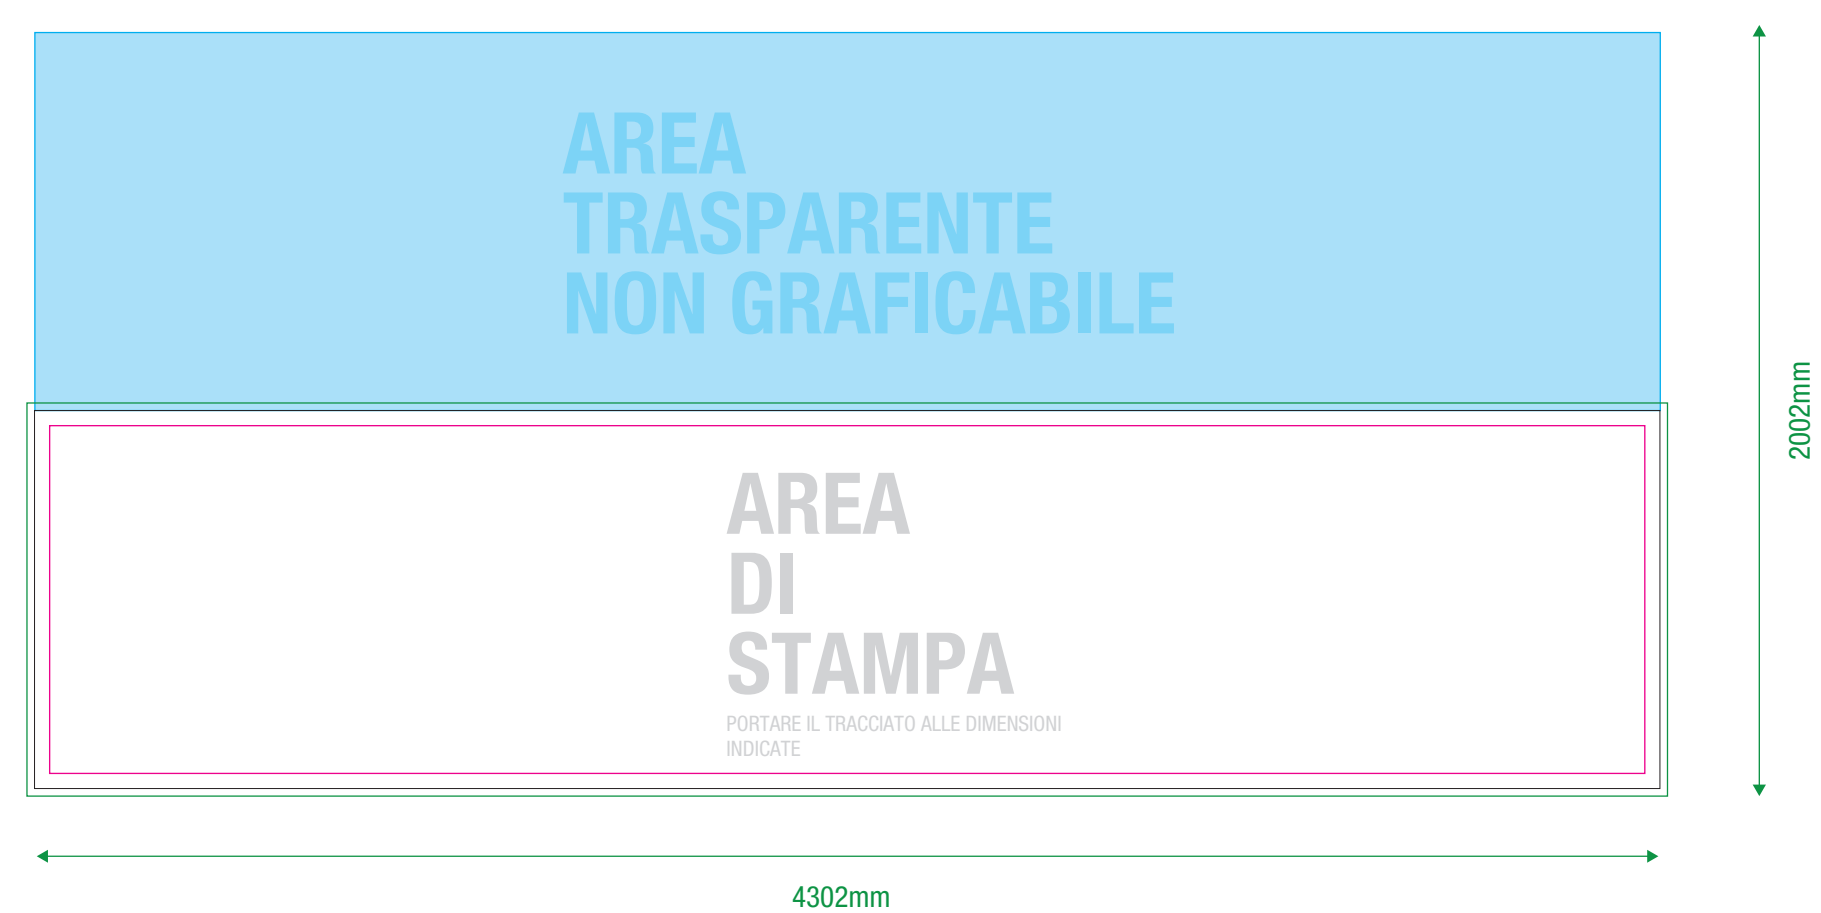 AREA
TRASPARENTE
NON GRAFICABILE
2002mm
AREA
DI
STAMPA
PORTARE IL TRACCIATO ALLE DIMENSIONI
INDICATE
4302mm